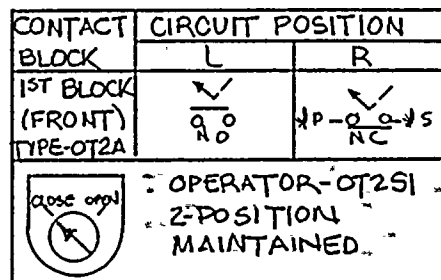 CONTACT BLOCK
CIRCUIT POSITION
L
R
1ST BLOCK
(FRONT)
TYPE-OT2A
NO
P
S
NC
CLOSE OPEN
OPERATOR-OT2S1
2-POSITION
MAINTAINED